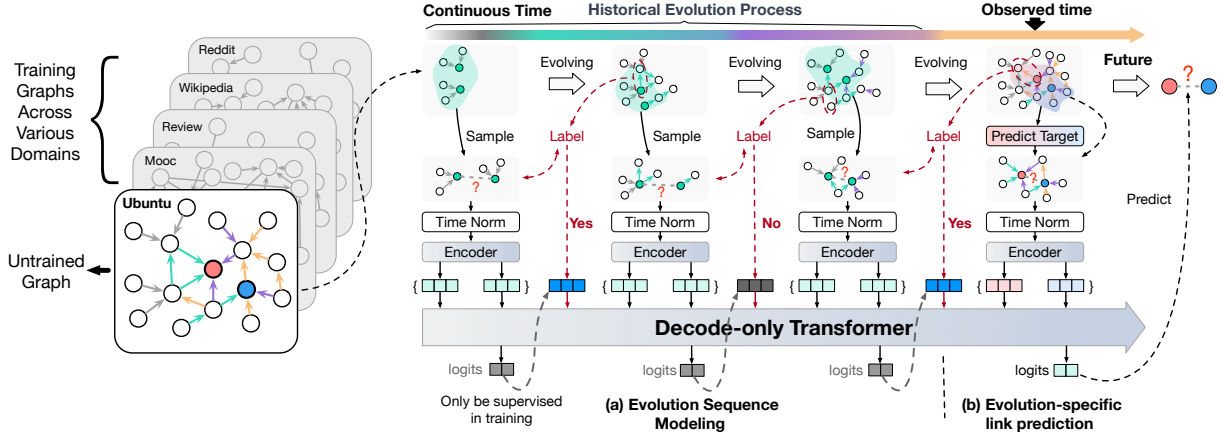 Training
Graphs
Across
Various
Domains
Reddit
Wikipedia
Review
Mooc
Ubuntu
Untrained
Graph
Continuous Time
Historical Evolution Process
Observed time
Evolving
Evolving
Evolving
Future
?
Sample
Label
Sample
Label
Sample
Label
Predict Target
?
?
?
?
Predict
Time Norm
Time Norm
Time Norm
Time Norm
Yes
No
Yes
Encoder
Encoder
Encoder
Encoder
{ }
{ }
{ }
{ }
Decode-only Transformer
logits
logits
logits
logits
Only be supervised
in training
(a) Evolution Sequence
Modeling
(b) Evolution-specific
link prediction